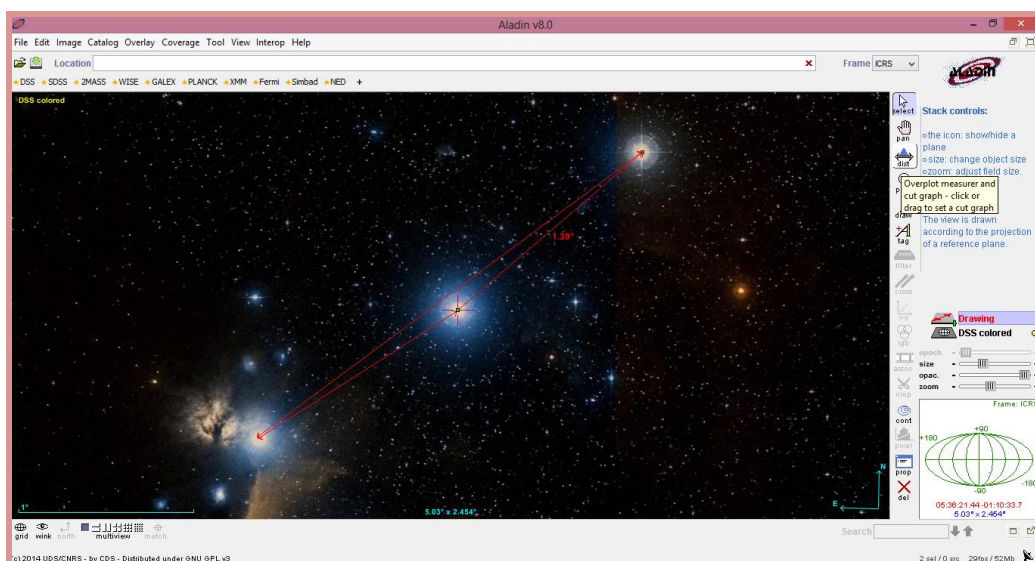 Aladin v8.0
File Edit Image Catalog Overlay Coverage Tool View Interop Help
Location
Frame ICRS
DSS SDSS 2MASS WISE GALEX PLANCK XMM Fermi Simbad NED +
ALADIN
DSS colored
select
pan
dist
draw
tag
filter
cross
rgb
assoc
crop
cont
pixel
prop
del
Stack controls:
the icon: show/hide a
plane
size: change object size
zoom: adjust field size.
Overplot measurer and
cut graph - click or
drag to set a cut graph
The view is drawn
according to the projection
of a reference plane.
1.39°
Drawing
DSS colored
epoch
size
opac.
zoom
Frame: ICRS
+90
+180
-180
-90
05:36:21.44-01:10:33.7
5.03° x 2.454°
1°
5.03° x 2.454°
N
E
grid wink north multiview match
Search
(c) 2014 UDS/CNRS - by CDS - Distributed under GNU GPL v3
2 sel / 0 src 29fps / 52Mb